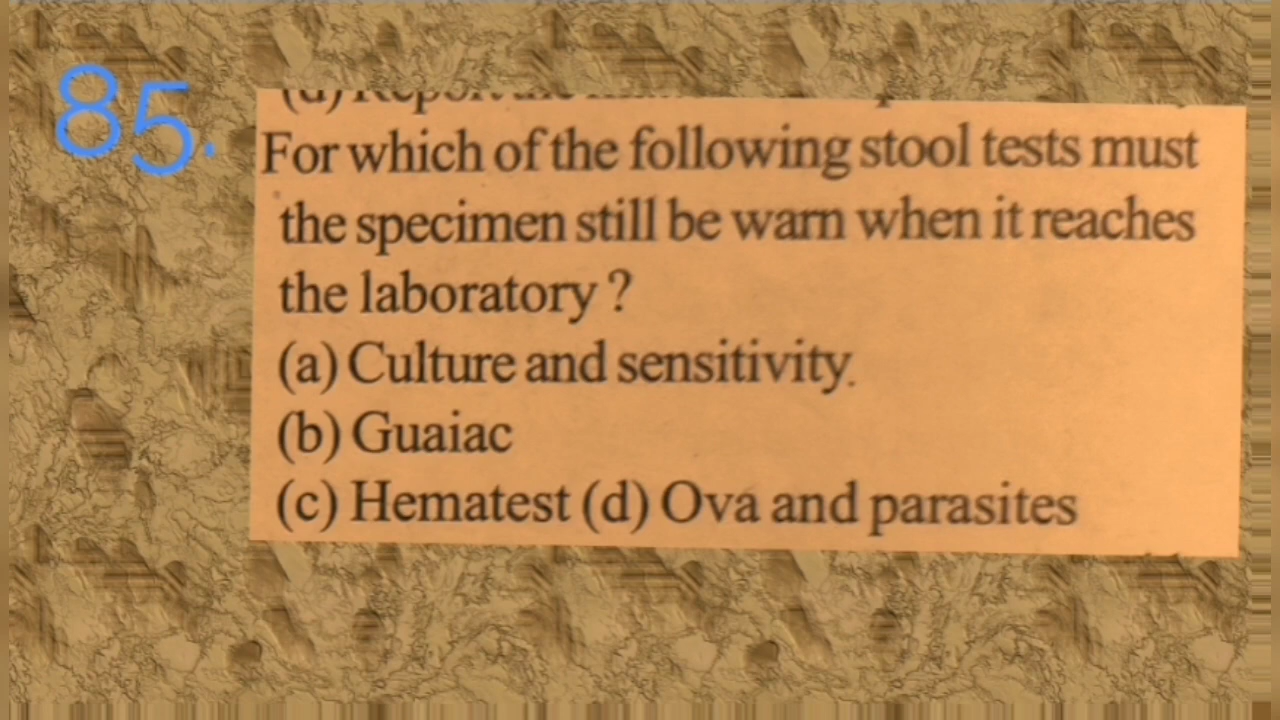 85.
For which of the following stool tests must
the specimen still be warn when it reaches
the laboratory ?
(a) Culture and sensitivity.
(b) Guaiac
(c) Hematest (d) Ova and parasites